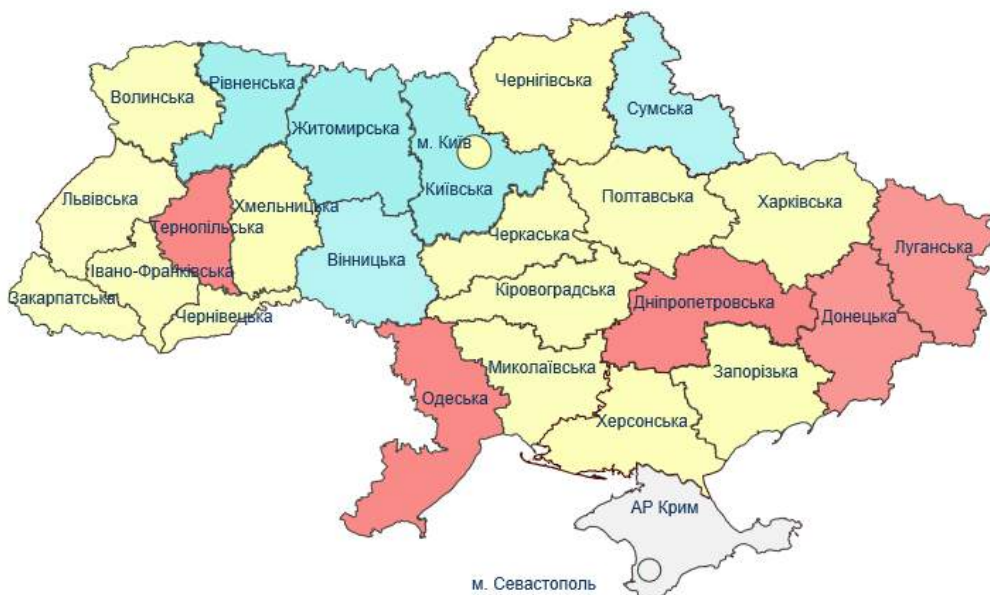 Чернігівська
Рівненська
Волинська
Сумська
Житомирська
м. Київ
Київська
Львівська
Хмельницька
Полтавська
Харківська
Тернопільська
Черкаська
Луганська
Вінницька
Івано-Франківська
Кіровоградська
Закарпатська
Дніпропетровська
Донецька
Чернівецька
Миколаївська
Запорізька
Одеська
Херсонська
АР Крим
м. Севастополь